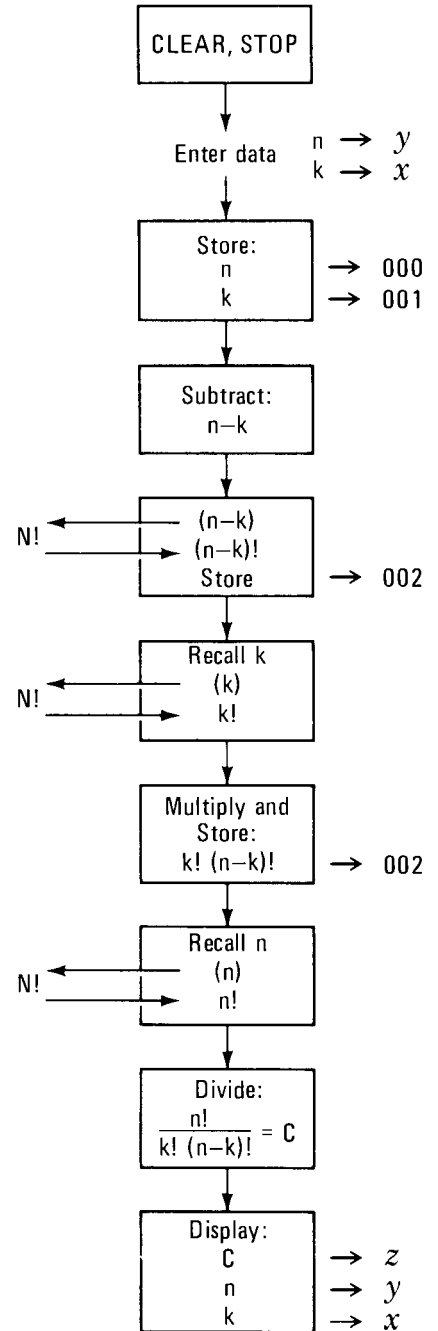 CLEAR, STOP
Enter data n → y
k → x
Store:
n → 000
k → 001
Subtract:
n–k
(n–k)
N! (n–k)!
Store → 002
Recall k
(k)
N! k!
Multiply and
Store:
k! (n–k)! → 002
Recall n
(n)
N! n!
Divide:
n!
k! (n–k)! = C
Display:
C → z
n → y
k → x